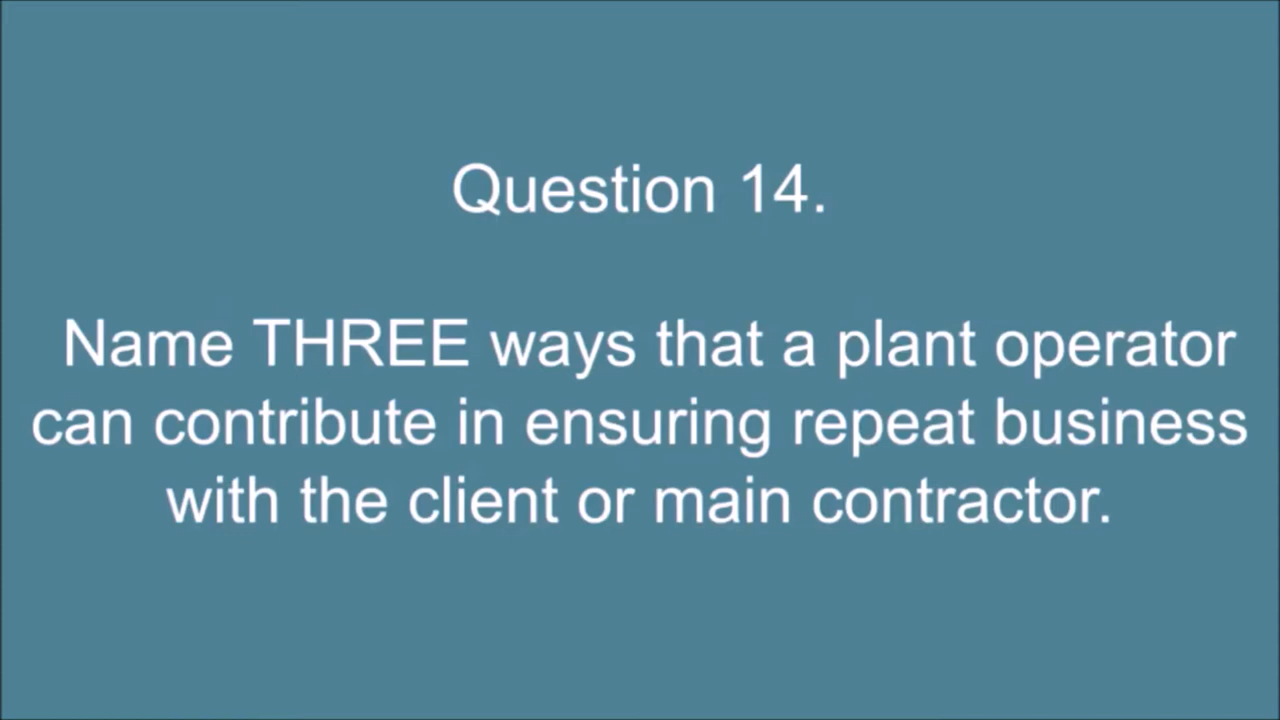 Question 14.
Name THREE ways that a plant operator
can contribute in ensuring repeat business
with the client or main contractor.